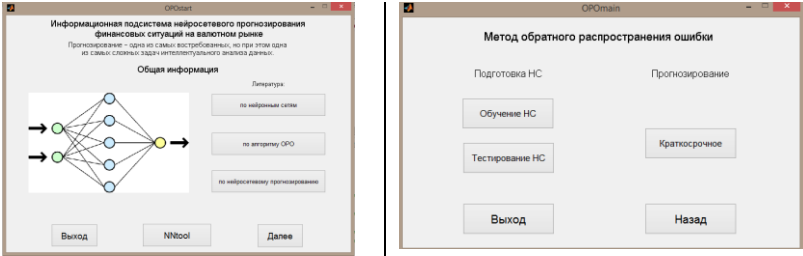 OPOstart
Информационная подсистема нейросетевого прогнозирования
финансовых ситуаций на валютном рынке
Прогнозирование - одна из самых востребованных, но при этом одна
из самых сложных задач интеллектуального анализа данных.
Общая информация
Литература:
по нейронным сетям
по алгоритму ОРО
по нейросетевому прогнозированию
Выход
NNtool
Далее
OPOmain
Метод обратного распространения ошибки
Подготовка НС
Прогнозирование
Обучение НС
Краткосрочное
Тестирование НС
Выход
Назад